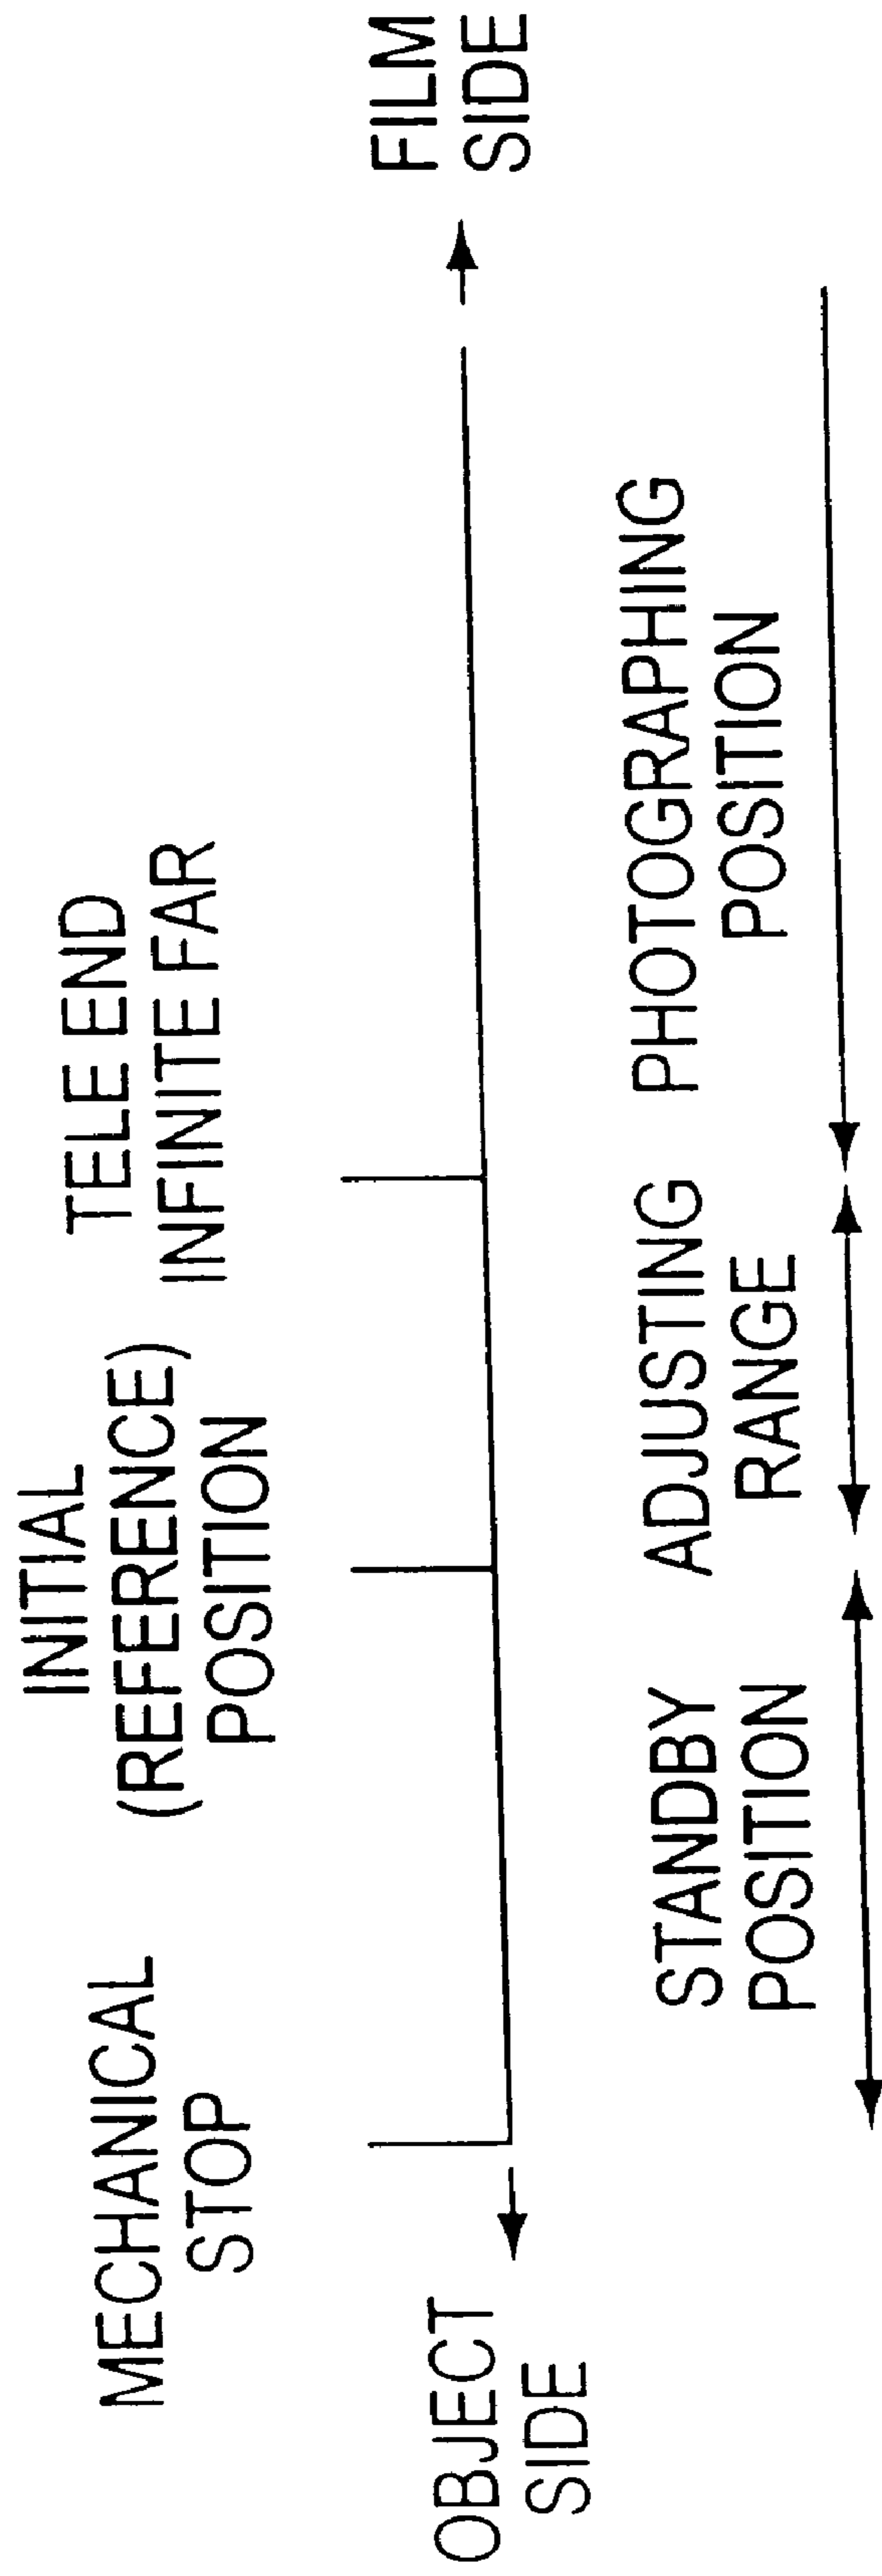 MECHANICAL
STOP
INITIAL
(REFERENCE)
POSITION
TELE END
INFINITE FAR
OBJECT
SIDE
FILM
SIDE
STANDBY
POSITION
ADJUSTING
RANGE
PHOTOGRAPHING
POSITION